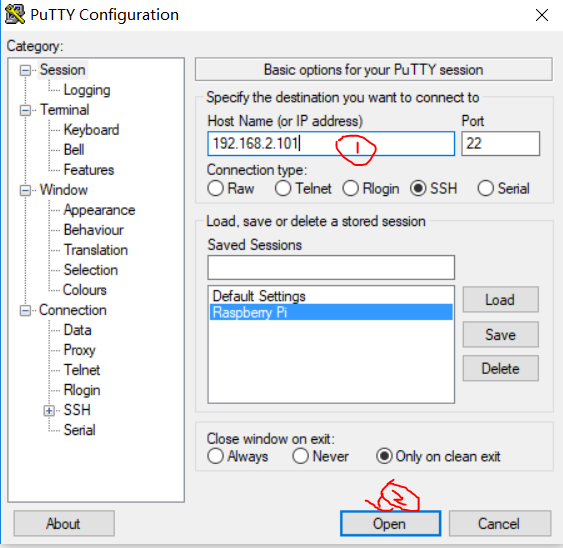 PuTTY Configuration
Category:
Session
Logging
Terminal
Keyboard
Bell
Features
Window
Appearance
Behaviour
Translation
Selection
Colours
Connection
Data
Proxy
Telnet
Rlogin
SSH
Serial
Basic options for your PuTTY session
Specify the destination you want to connect to
Host Name (or IP address) Port
192.168.2.101 1 22
Connection type:
Raw Telnet Rlogin SSH Serial
Load, save or delete a stored session
Saved Sessions
Default Settings
Raspberry Pi
Load
Save
Delete
Close window on exit:
Always Never Only on clean exit
2
About Open Cancel